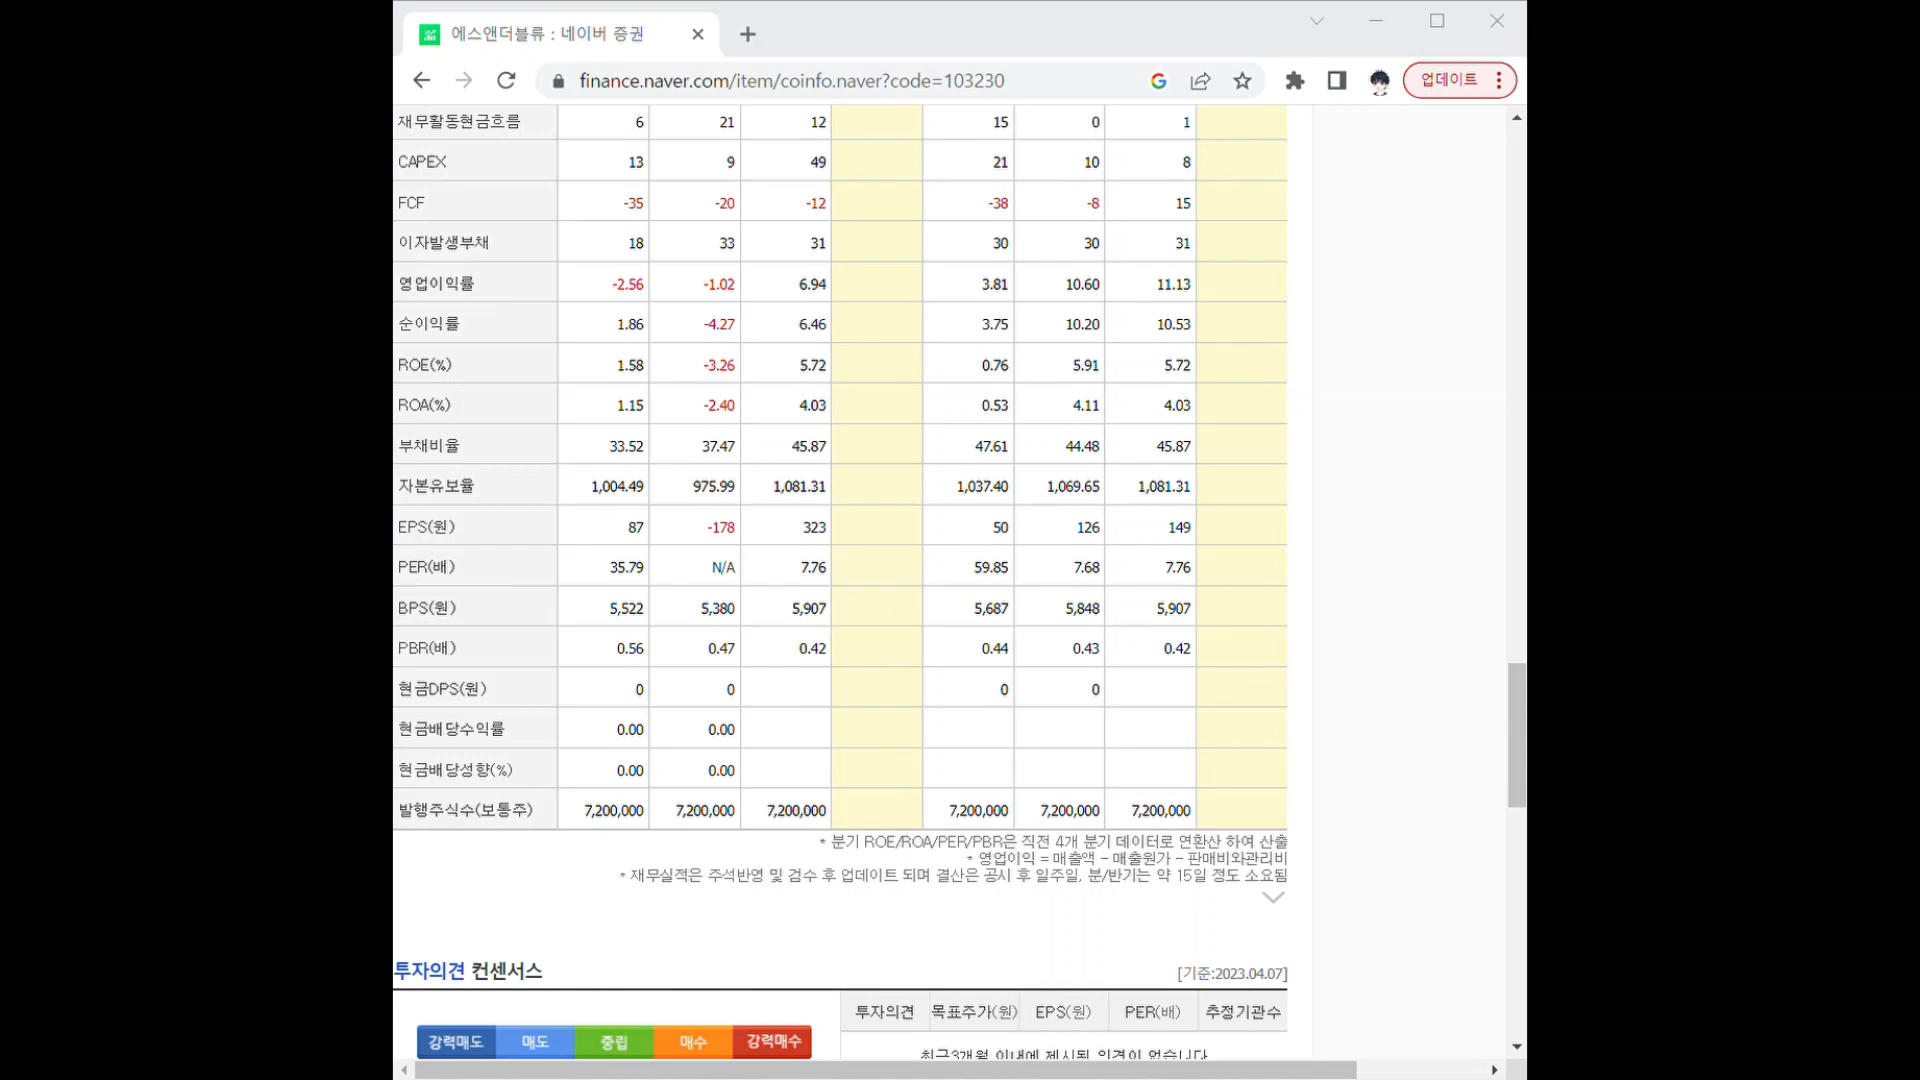 에스앤더블류 : 네이버 증권
finance.naver.com/item/coinfo.naver?code=103230
업데이트
재무활동현금흐름 6 21 12 15 0 1
CAPEX 13 9 49 21 10 8
FCF -35 -20 -12 -38 -8 15
이자발생부채 18 33 31 30 30 31
영업이익률 -2.56 -1.02 6.94 3.81 10.60 11.13
순이익률 1.86 -4.27 6.46 3.75 10.20 10.53
ROE(%) 1.58 -3.26 5.72 0.76 5.91 5.72
ROA(%) 1.15 -2.40 4.03 0.53 4.11 4.03
부채비율 33.52 37.47 45.87 47.61 44.48 45.87
자본유보율 1,004.49 975.99 1,081.31 1,037.40 1,069.65 1,081.31
EPS(원) 87 -178 323 50 126 149
PER(배) 35.79 N/A 7.76 59.85 7.68 7.76
BPS(원) 5,522 5,380 5,907 5,687 5,848 5,907
PBR(배) 0.56 0.47 0.42 0.44 0.43 0.42
현금DPS(원) 0 0 0 0
현금배당수익률 0.00 0.00
현금배당성향(%) 0.00 0.00
발행주식수(보통주) 7,200,000 7,200,000 7,200,000 7,200,000 7,200,000 7,200,000
* 분기 ROE/ROA/PER/PBR은 직전 4개 분기 데이터로 연환산 하여 산출
* 영업이익 = 매출액 - 매출원가 - 판매비와관리비
* 재무실적은 주석반영 및 검수 후 업데이트 되며 결산은 공시 후 일주일, 분/반기는 약 15일 정도 소요됨
투자의견 컨센서스 [기준:2023.04.07]
투자의견 목표주가(원) EPS(원) PER(배) 추정기관수
강력매도 매도 중립 매수 강력매수
최근3개월 이내에 제시된 의견이 없습니다